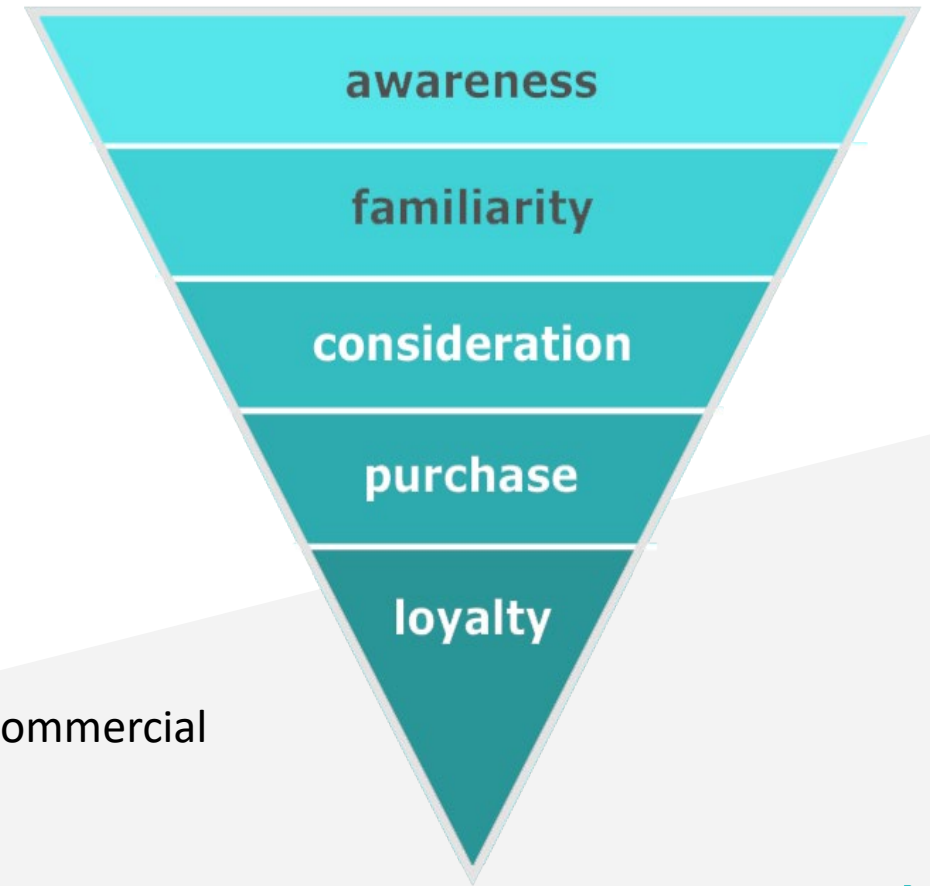 awareness
familiarity
consideration
purchase
loyalty
ommercial